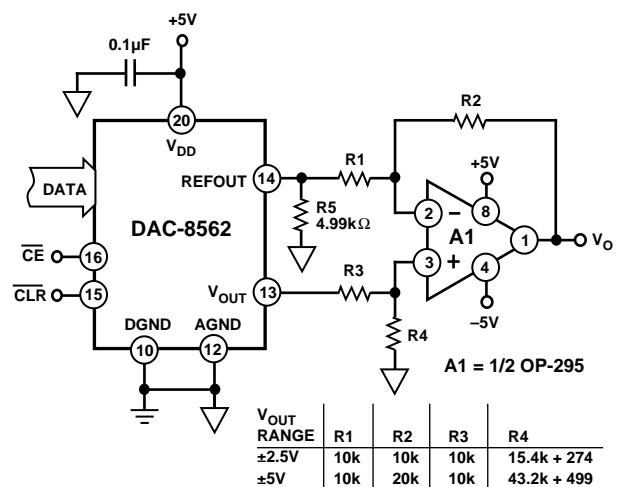 +5V
0.1µF
20
VDD
R2
DATA
REFOUT 14 R1 +5V
R5
4.99kΩ
2 − 8
DAC-8562
A1
1 VO
CE 16
3 + 4
R3
CLR 15
VOUT 13
−5V
DGND AGND
R4
10 12
A1 = 1/2 OP-295
VOUT
RANGE R1 R2 R3 R4
±2.5V 10k 10k 10k 15.4k + 274
±5V 10k 20k 10k 43.2k + 499